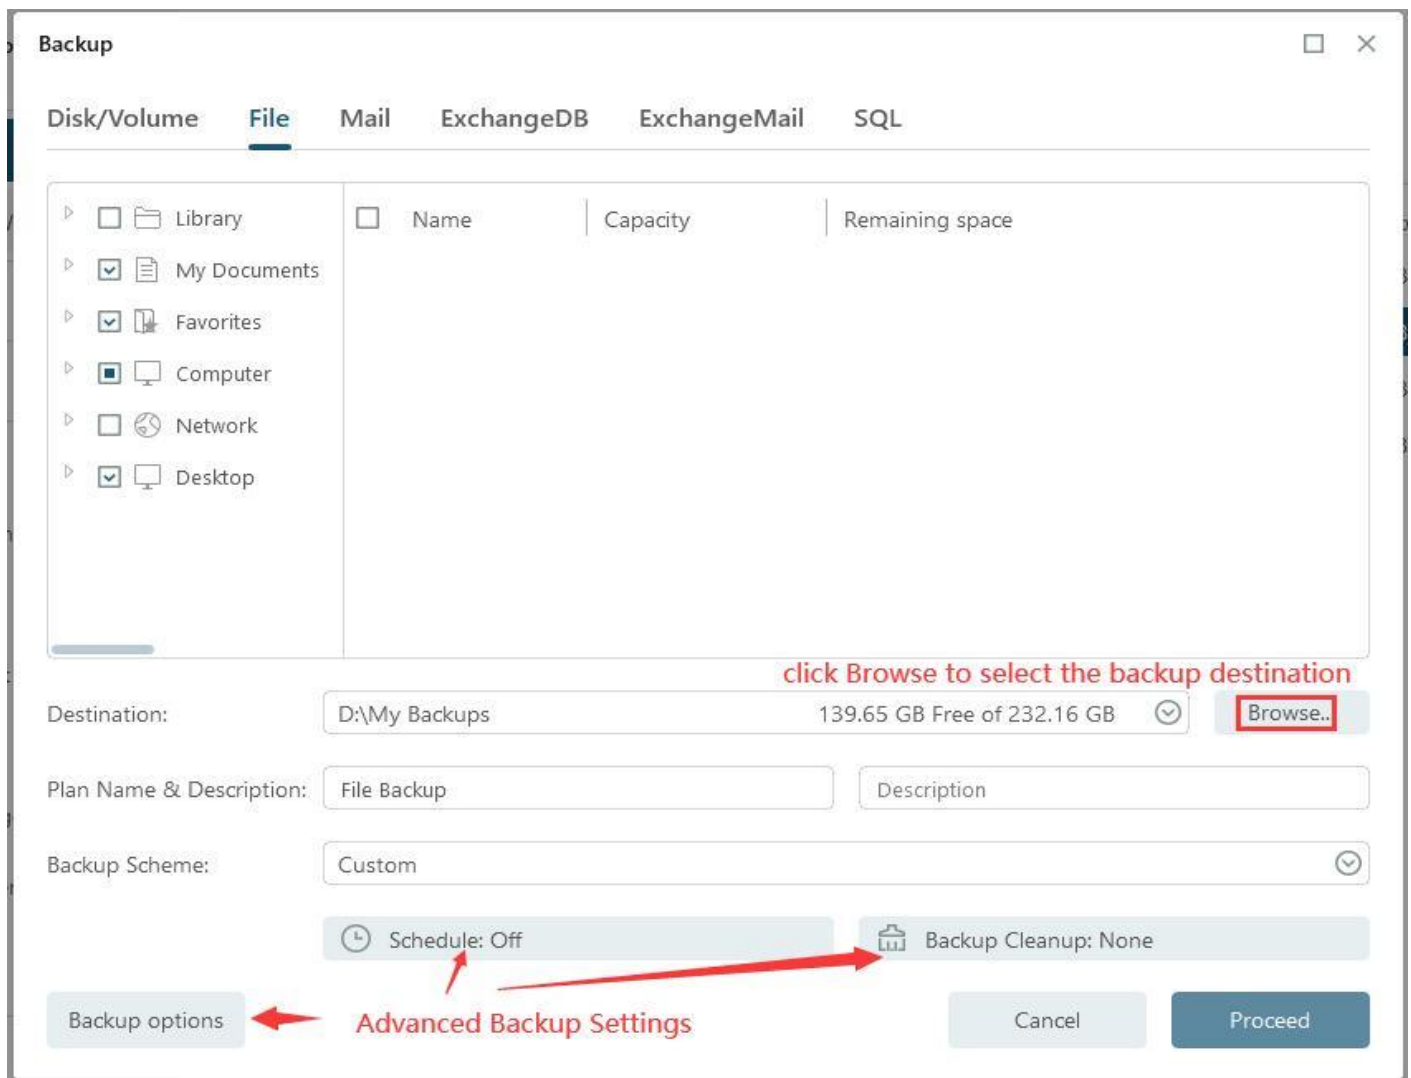 Backup
Disk/Volume File Mail ExchangeDB ExchangeMail SQL
Library
My Documents
Favorites
Computer
Network
Desktop
Name Capacity Remaining space
click Browse to select the backup destination
Destination: D:\My Backups 139.65 GB Free of 232.16 GB Browse..
Plan Name & Description: File Backup Description
Backup Scheme: Custom
Schedule: Off Backup Cleanup: None
Backup options Advanced Backup Settings Cancel Proceed